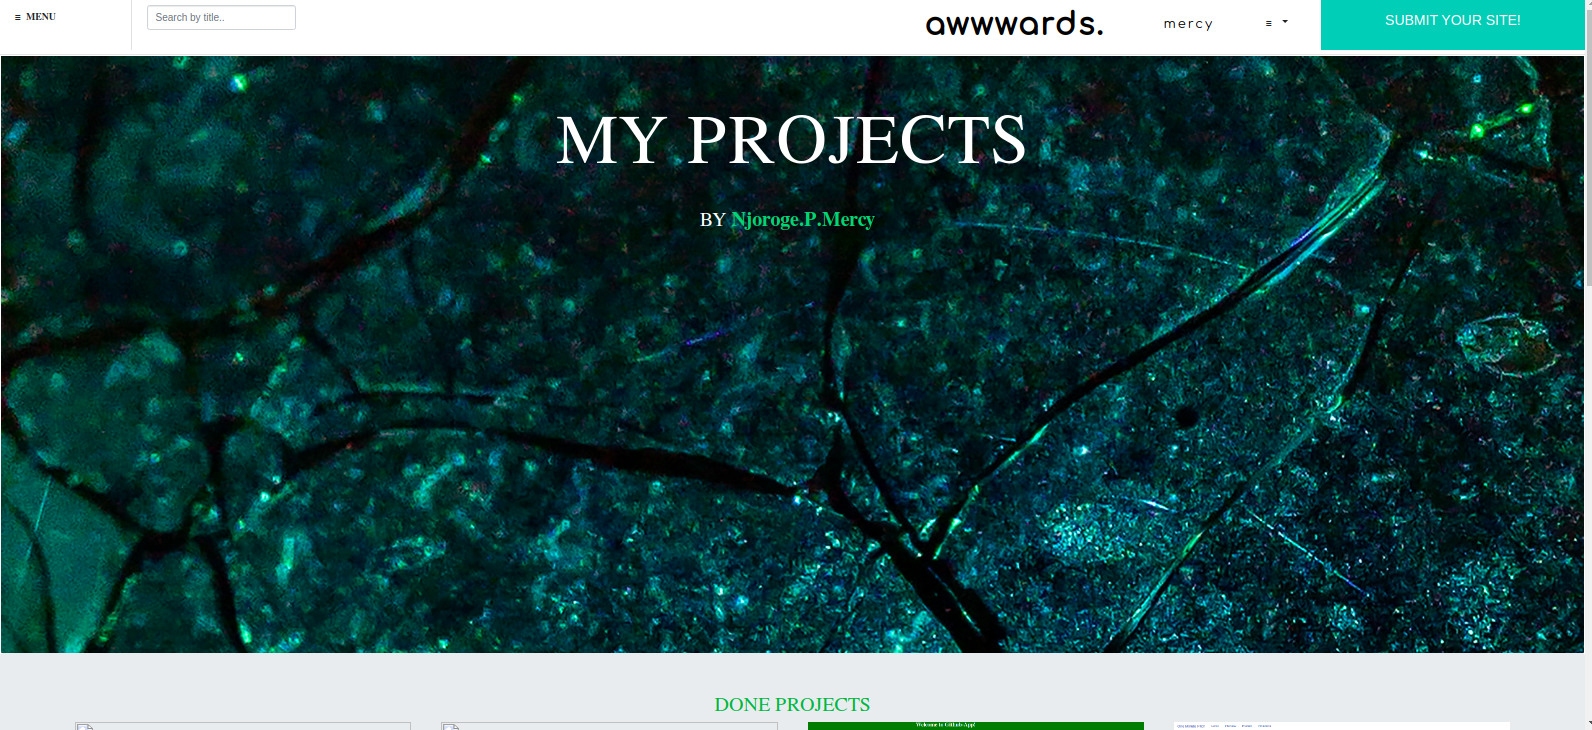 ≡ MENU
Search by title..
awwwards.
mercy
≡
SUBMIT YOUR SITE!
MY PROJECTS
BY Njoroge.P.Mercy
DONE PROJECTS
Welcome to Github App!